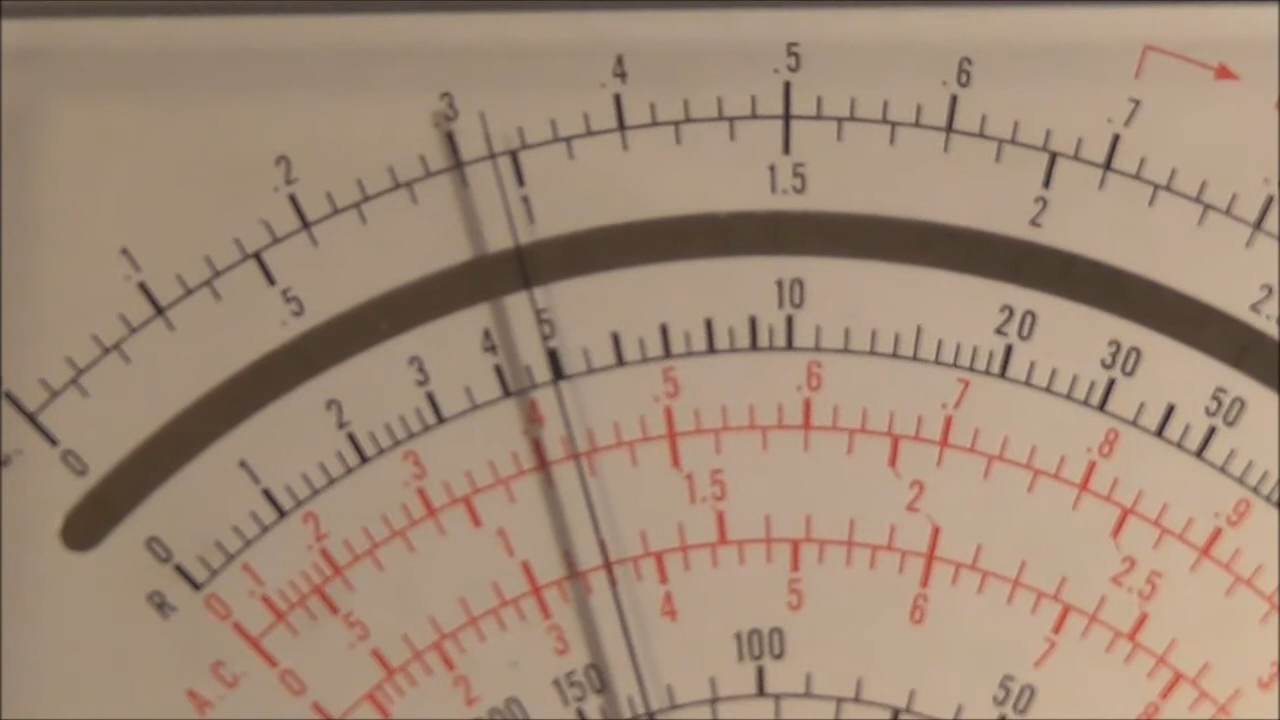 .1 .2 .3 .4 .5 .6 .7
0 .5 1 1.5 2
R 0 1 2 3 4 5 10 20 30 50
0 .1 .2 .3 .4 .5 .6 .7 .8 .9
A.C. 0 .5 1 1.5 2 2.5
2 3 4 5 6 7
150 100 50